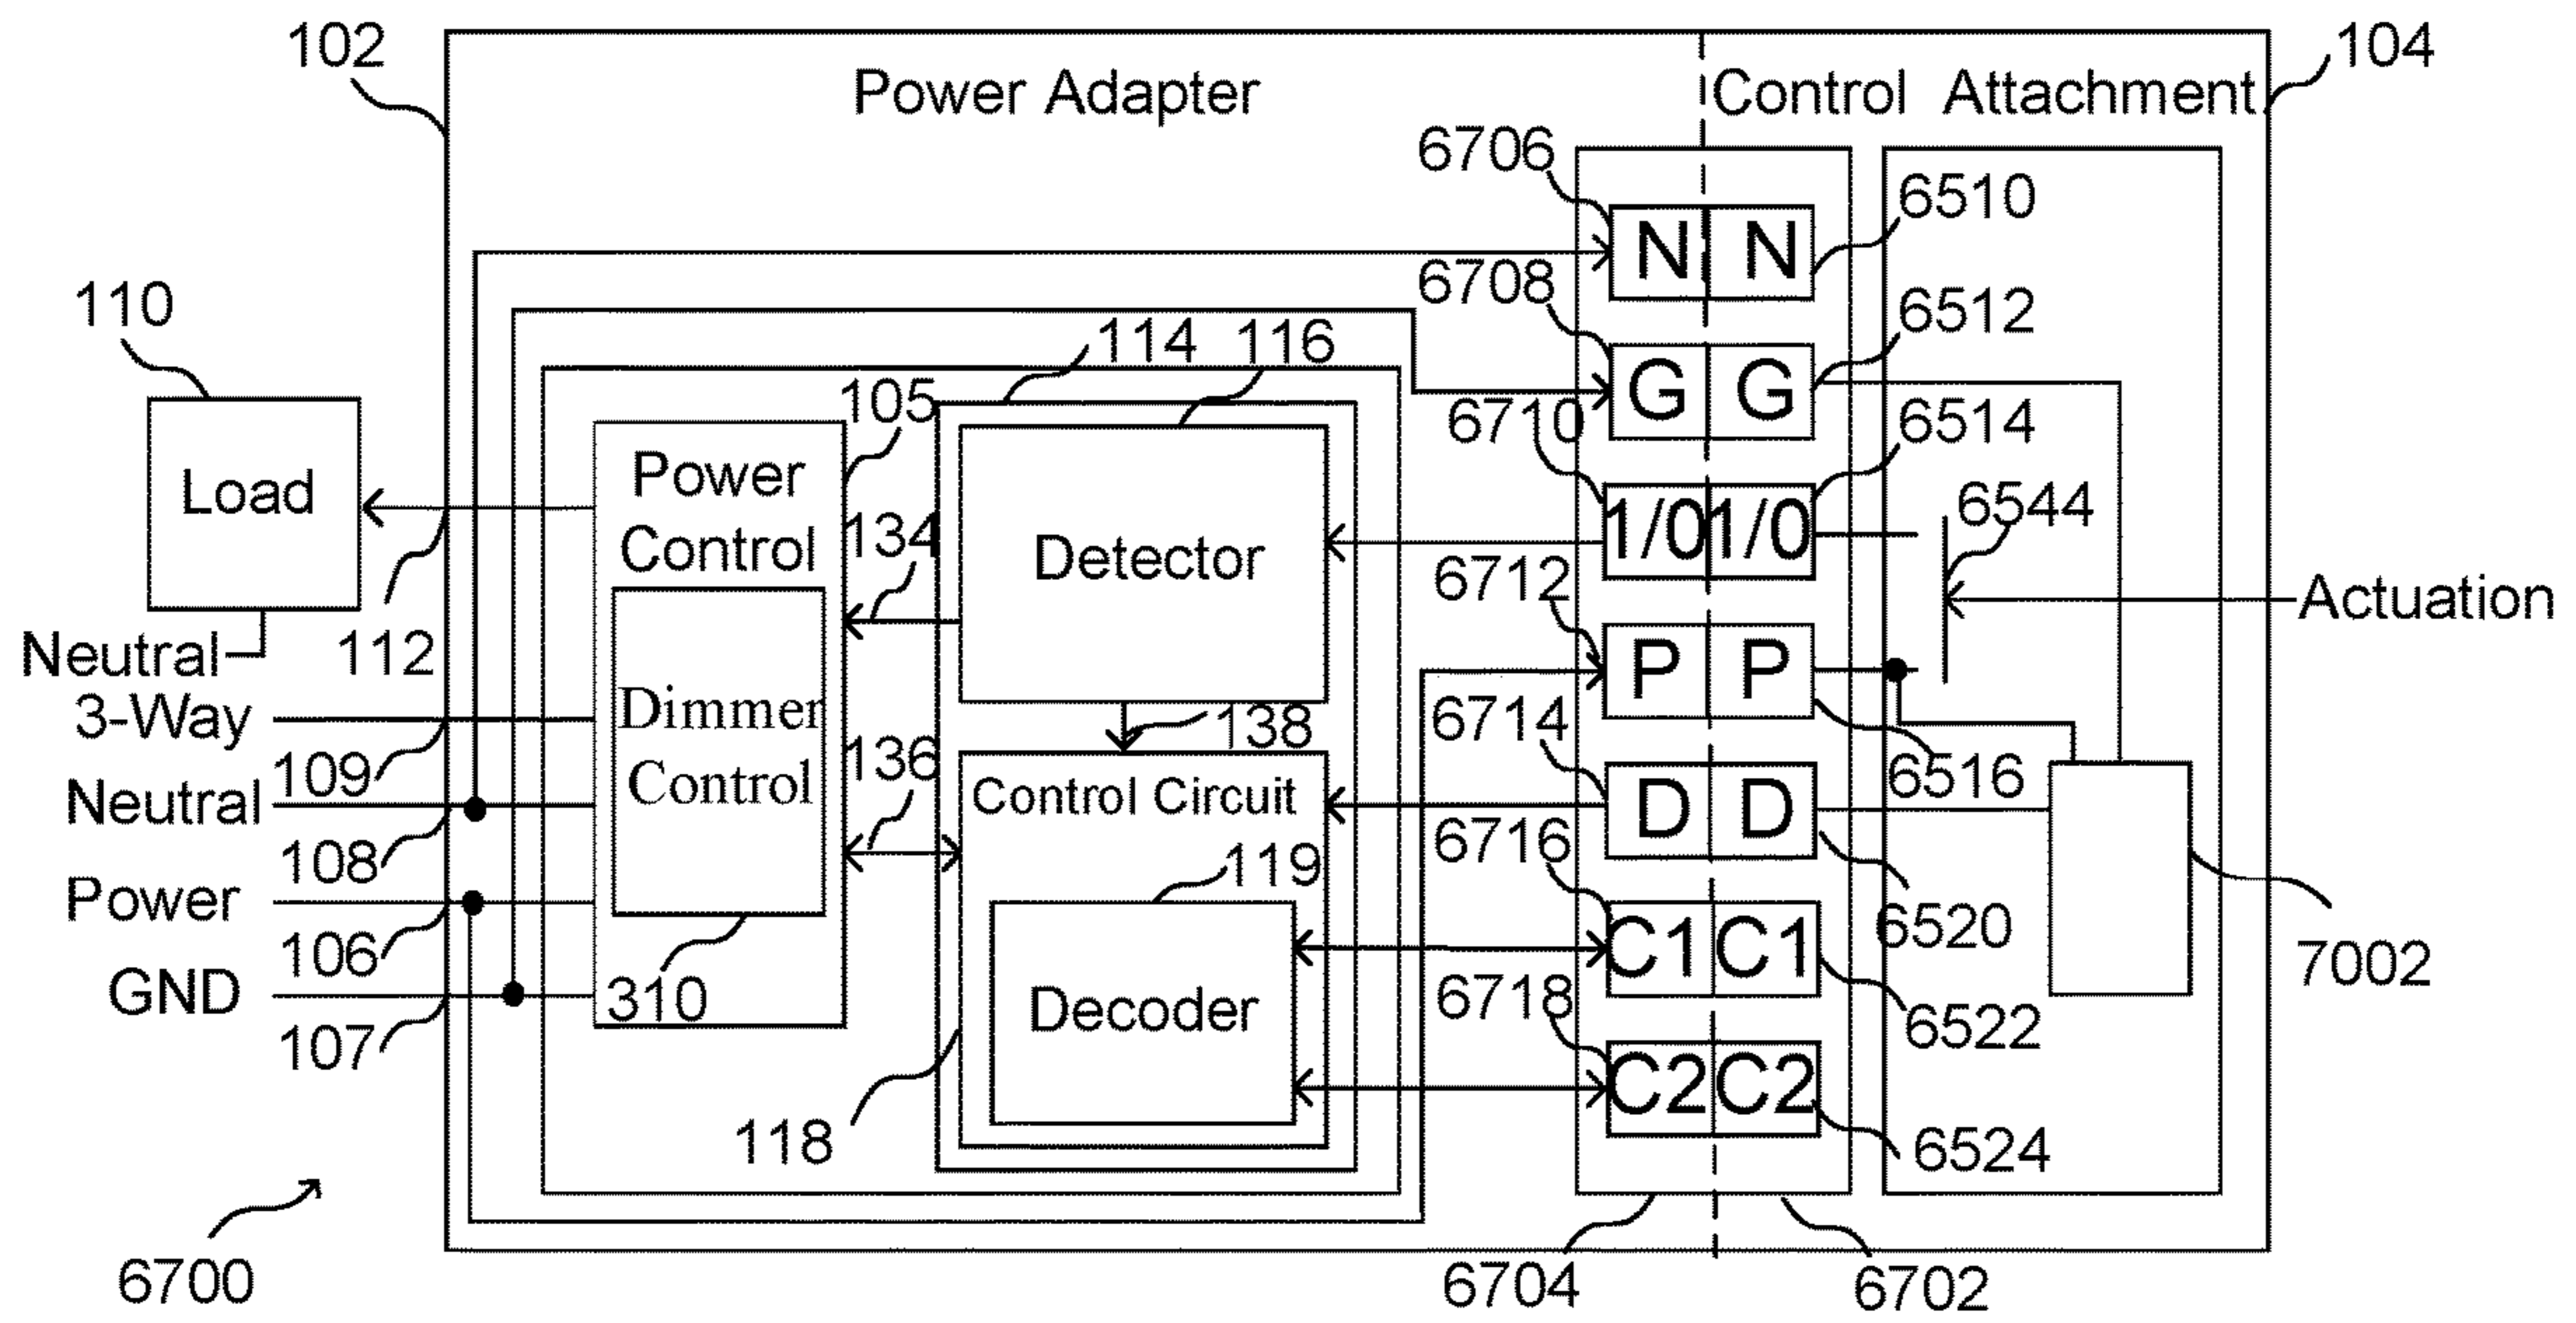 102
104
Power Adapter
Control Attachment
6706
N N
6510
6708
110
6512
114
116
G G
105
6710
6514
Load
Power
Control
1/0 1/0
6544
134
Detector
6712
Actuation
Neutral
112
P P
3-Way
Dimmer
Control
138
6714
109
136
6516
Neutral
Control Circuit
D D
108
119
6716
Power
6520
106
C1 C1
7002
GND
310
Decoder
6718
6522
107
118
C2 C2
6524
6700
6704
6702